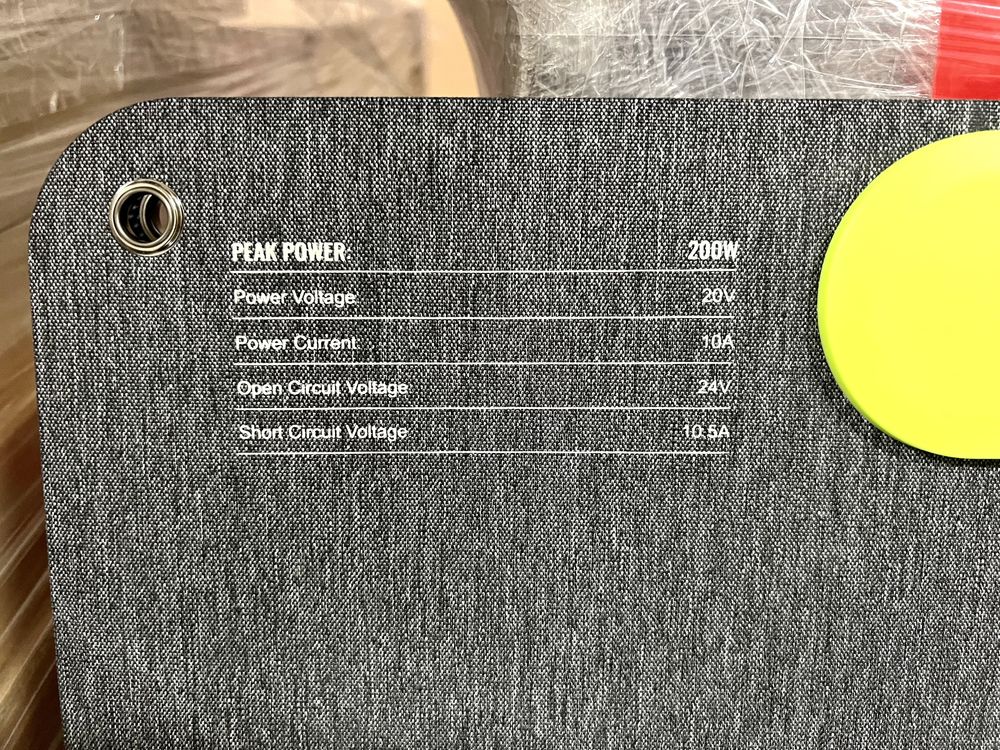 PEAK POWER 200W
Power Voltage 20V
Power Current 10A
Open Circuit Voltage 24V
Short Circuit Voltage 10.5A